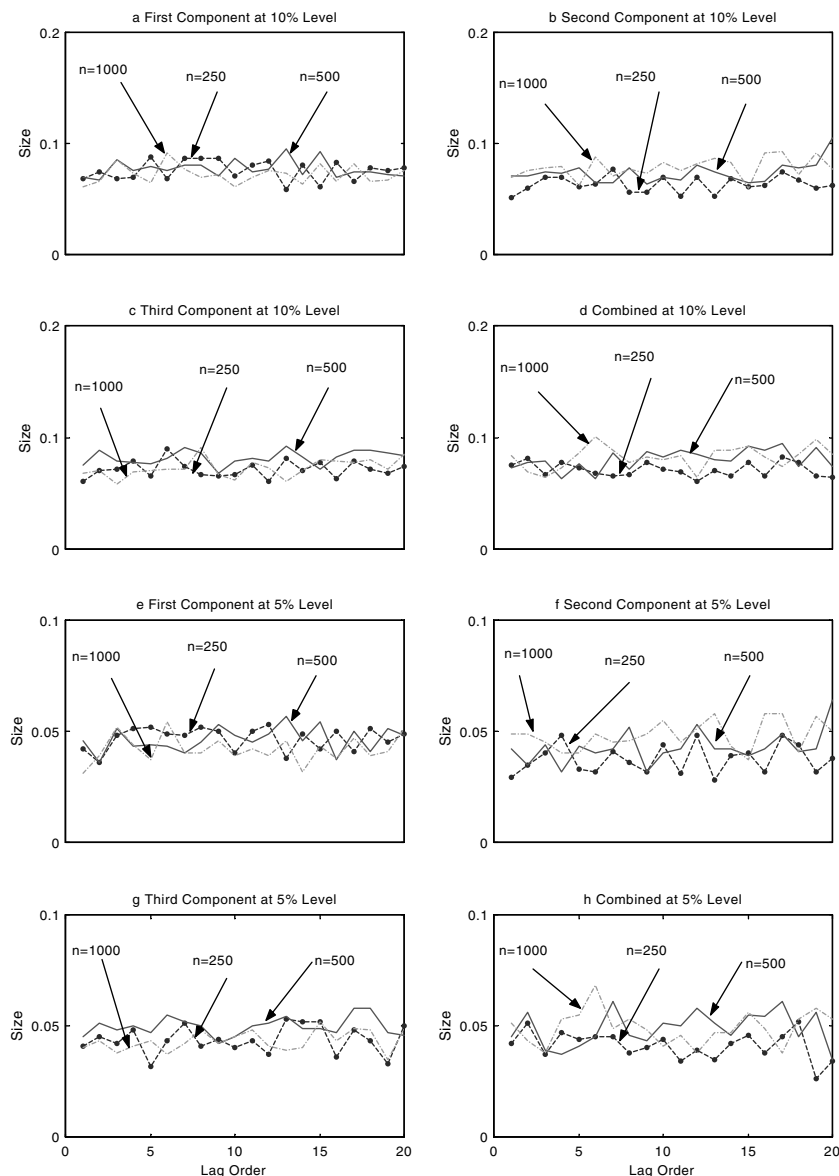 a First Component at 10% Level
0.2
0.1
0
Size
n=1000
n=250
n=500
b Second Component at 10% Level
0.2
0.1
0
Size
n=1000
n=250
n=500
c Third Component at 10% Level
0.2
0.1
0
Size
n=1000
n=250
n=500
d Combined at 10% Level
0.2
0.1
0
Size
n=1000
n=250
n=500
e First Component at 5% Level
0.1
0.05
0
Size
n=1000
n=250
n=500
f Second Component at 5% Level
0.1
0.05
0
Size
n=1000
n=250
n=500
g Third Component at 5% Level
0.1
0.05
0
Size
n=1000
n=250
n=500
0 5 10 15 20
Lag Order
h Combined at 5% Level
0.1
0.05
0
Size
n=1000
n=250
n=500
0 5 10 15 20
Lag Order